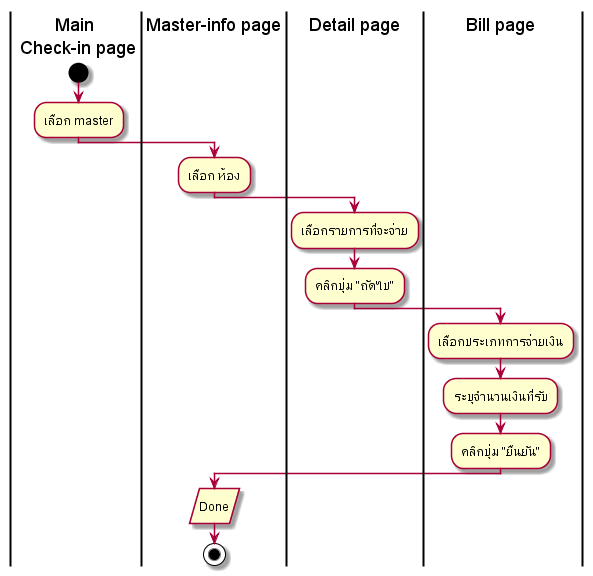 Main
Check-in page
Master-info page
Detail page
Bill page
เลือก master
เลือก ห้อง
เลือกรายการที่จะจ่าย
คลิกปุ่ม "ถัดไป"
เลือกประเภทการจ่ายเงิน
ระบุจำนวนเงินที่รับ
คลิกปุ่ม "ยืนยัน"
Done